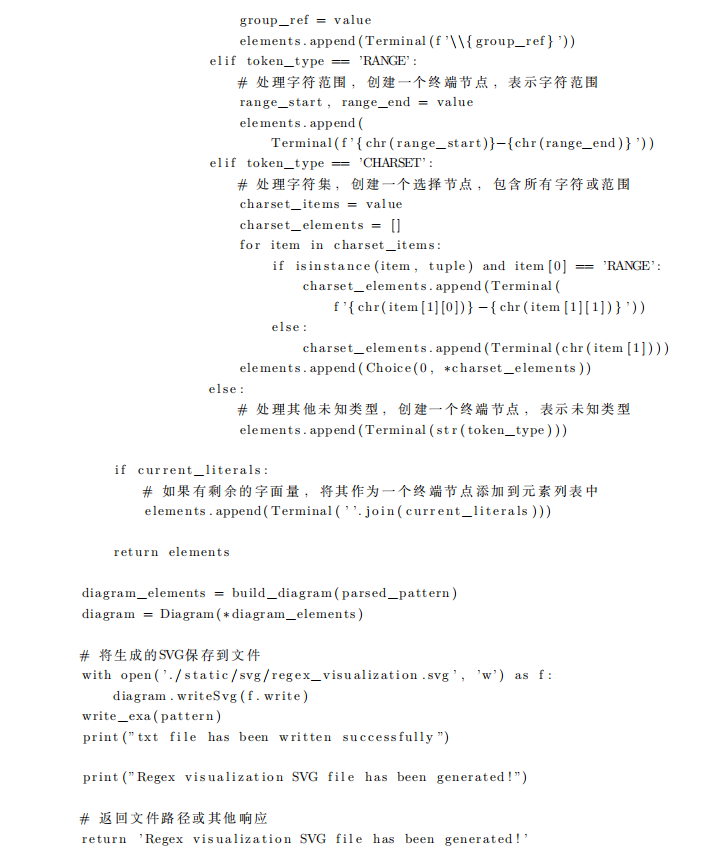 group_ref = value
elements.append(Terminal(f'\\{group_ref}'))
elif token_type == 'RANGE':
# 处理字符范围，创建一个终端节点，表示字符范围
range_start, range_end = value
elements.append(
Terminal(f'{chr(range_start)}-{chr(range_end)}'))
elif token_type == 'CHARSET':
# 处理字符集，创建一个选择节点，包含所有字符或范围
charset_items = value
charset_elements = []
for item in charset_items:
if isinstance(item, tuple) and item[0] == 'RANGE':
charset_elements.append(Terminal(
f'{chr(item[1][0])}-{chr(item[1][1])}'))
else:
charset_elements.append(Terminal(chr(item[1])))
elements.append(Choice(0, *charset_elements))
else:
# 处理其他未知类型，创建一个终端节点，表示未知类型
elements.append(Terminal(str(token_type)))
if current_literals:
# 如果有剩余的字面量，将其作为一个终端节点添加到元素列表中
elements.append(Terminal(''.join(current_literals)))
return elements
diagram_elements = build_diagram(parsed_pattern)
diagram = Diagram(*diagram_elements)
# 将生成的SVG保存到文件
with open('./static/svg/regex_visualization.svg', 'w') as f:
diagram.writeSvg(f.write)
write_exa(pattern)
print("txt file has been written successfully")
print("Regex visualization SVG file has been generated!")
# 返回文件路径或其他响应
return 'Regex visualization SVG file has been generated!'